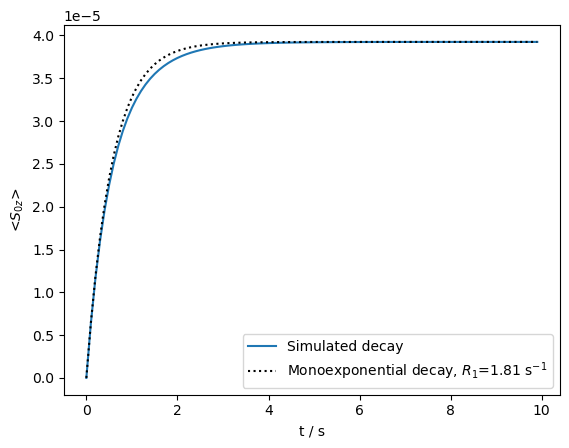 1e−5
4.0
3.5
3.0
2.5
2.0
1.5
1.0
0.5
0.0
<S₀z>
0 2 4 6 8 10
t / s
Simulated decay
Monoexponential decay, R₁=1.81 s⁻¹